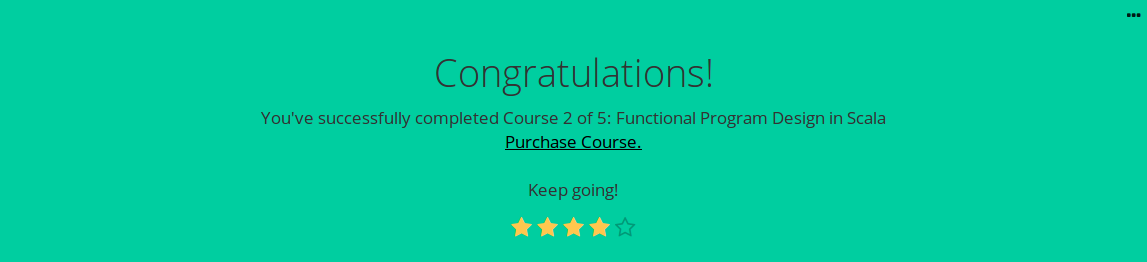 Congratulations!
You've successfully completed Course 2 of 5: Functional Program Design in Scala
Purchase Course.
Keep going!